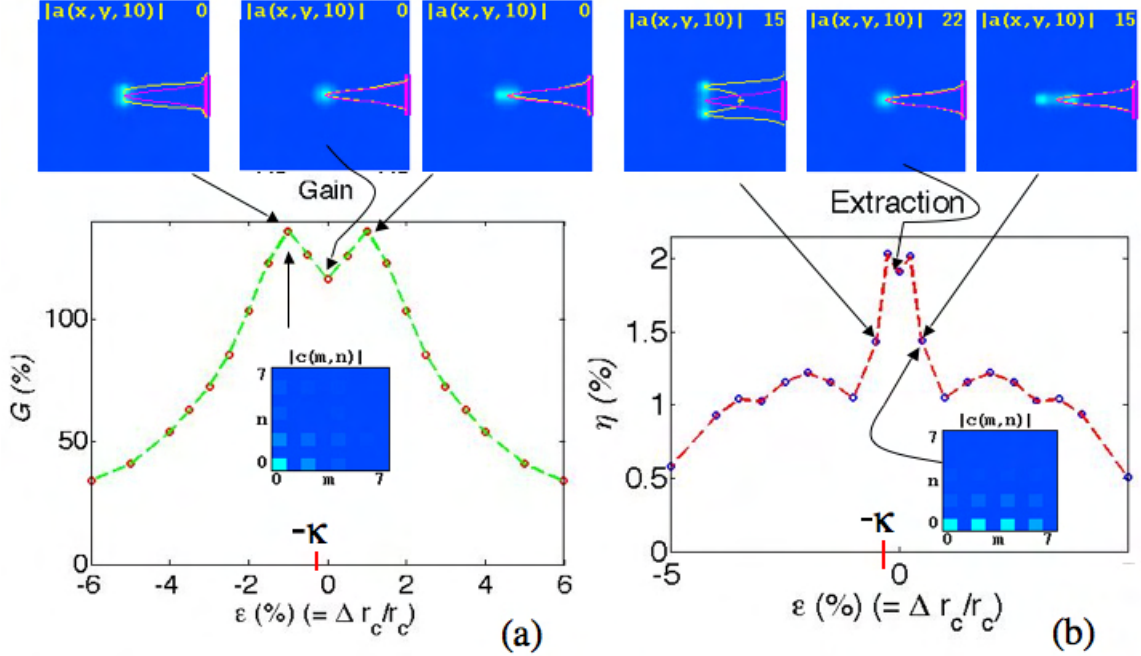 |a(x,y,10)| 0
|a(x,y,10)| 0
|a(x,y,10)| 0
|a(x,y,10)| 15
|a(x,y,10)| 22
|a(x,y,10)| 15
Gain
G (%)
100
50
0
|c(m,n)|
7
n
0
0 m 7
-κ
-6 -4 -2 0 2 4 6
ε (%) (= Δ r_c/r_c)
(a)
Extraction
η (%)
2
1.5
1
0.5
0
|c(m,n)|
7
n
0
0 m 7
-κ
-5 0
ε (%) (= Δ r_c/r_c)
(b)